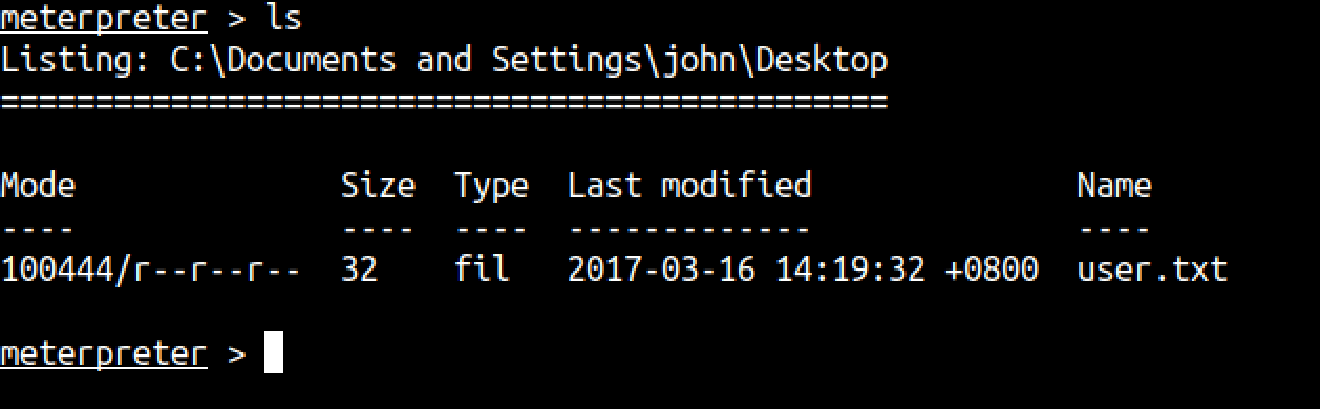 meterpreter > ls
Listing: C:\Documents and Settings\john\Desktop
===============================================
Mode              Size  Type  Last modified              Name
----              ----  ----  -------------              ----
100444/r--r--r--  32    fil   2017-03-16 14:19:32 +0800  user.txt
meterpreter >